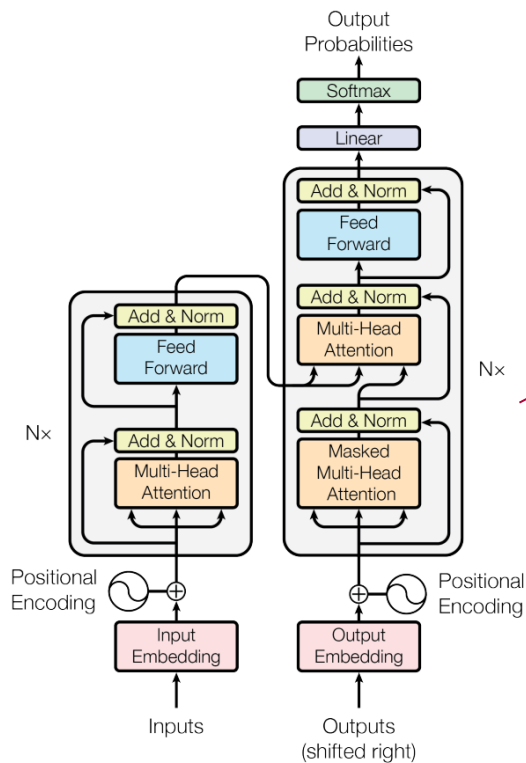 Output
Probabilities
Softmax
Linear
Add & Norm
Feed
Forward
Add & Norm
Multi-Head
Attention
Nx
Add & Norm
Masked
Multi-Head
Attention
Add & Norm
Feed
Forward
Nx
Add & Norm
Multi-Head
Attention
Positional
Encoding
Positional
Encoding
Input
Embedding
Output
Embedding
Inputs
Outputs
(shifted right)